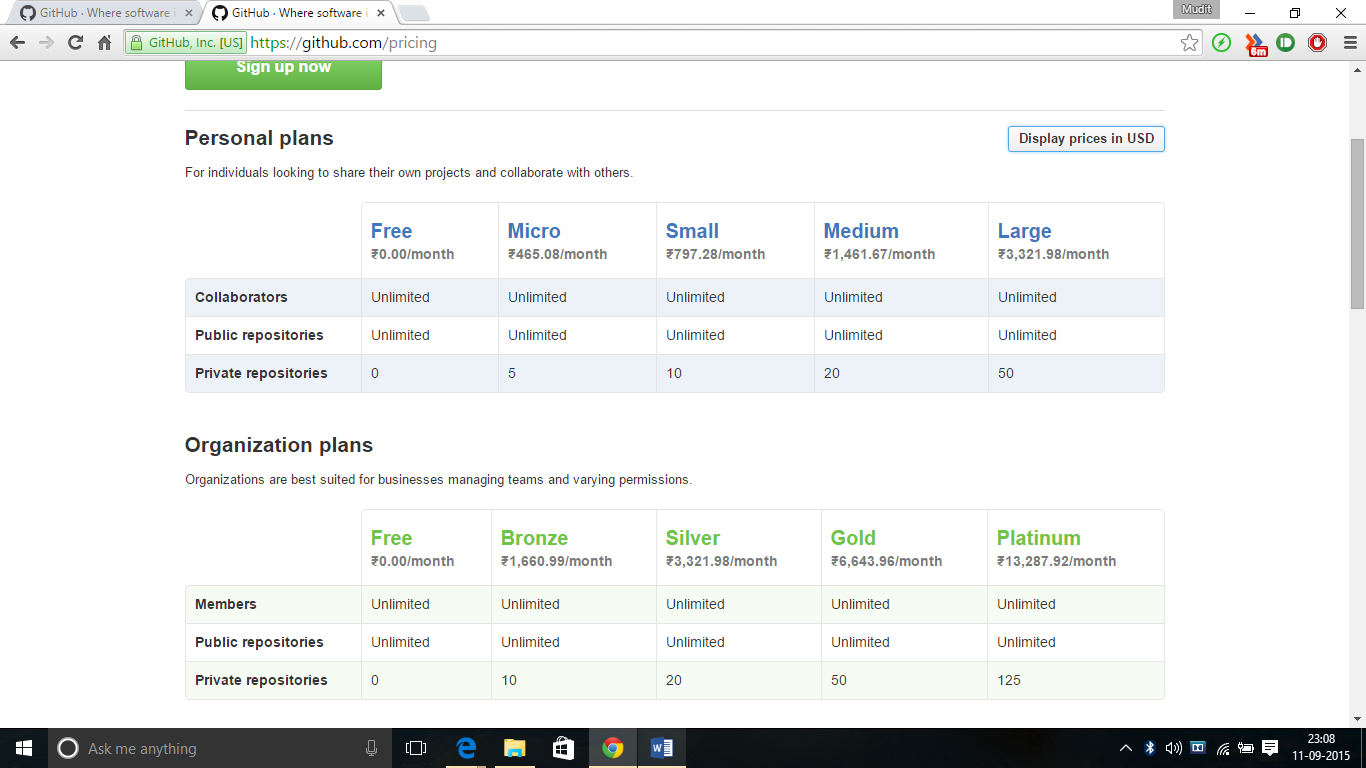 GitHub · Where software i
GitHub · Where software i
Mudit
GitHub, Inc. [US] https://github.com/pricing
6m
Sign up now
Personal plans
Display prices in USD
For individuals looking to share their own projects and collaborate with others.
Free Micro Small Medium Large
₹0.00/month ₹465.08/month ₹797.28/month ₹1,461.67/month ₹3,321.98/month
Collaborators Unlimited Unlimited Unlimited Unlimited Unlimited
Public repositories Unlimited Unlimited Unlimited Unlimited Unlimited
Private repositories 0 5 10 20 50
Organization plans
Organizations are best suited for businesses managing teams and varying permissions.
Free Bronze Silver Gold Platinum
₹0.00/month ₹1,660.99/month ₹3,321.98/month ₹6,643.96/month ₹13,287.92/month
Members Unlimited Unlimited Unlimited Unlimited Unlimited
Public repositories Unlimited Unlimited Unlimited Unlimited Unlimited
Private repositories 0 10 20 50 125
Ask me anything
23:08
11-09-2015